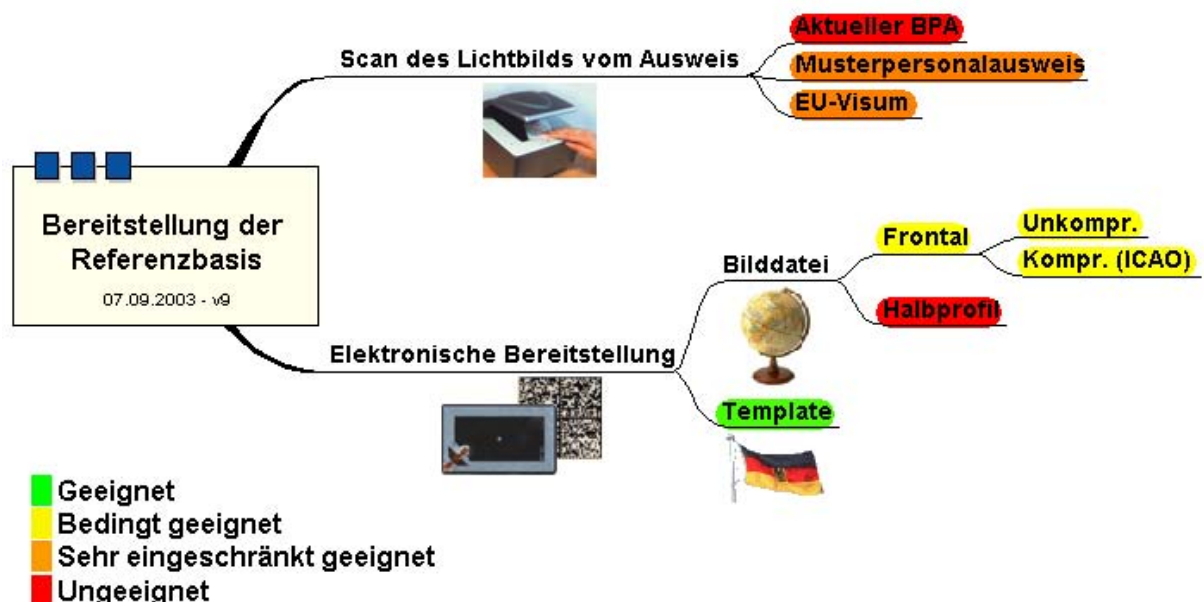 Scan des Lichtbilds vom Ausweis
Aktueller BPA
Musterpersonalausweis
EU-Visum
Bereitstellung der
Referenzbasis
07.09.2003 - v9
Elektronische Bereitstellung
Bilddatei
Frontal
Unkompr.
Kompr. (ICAO)
Halbprofil
Template
Geeignet
Bedingt geeignet
Sehr eingeschränkt geeignet
Ungeeignet